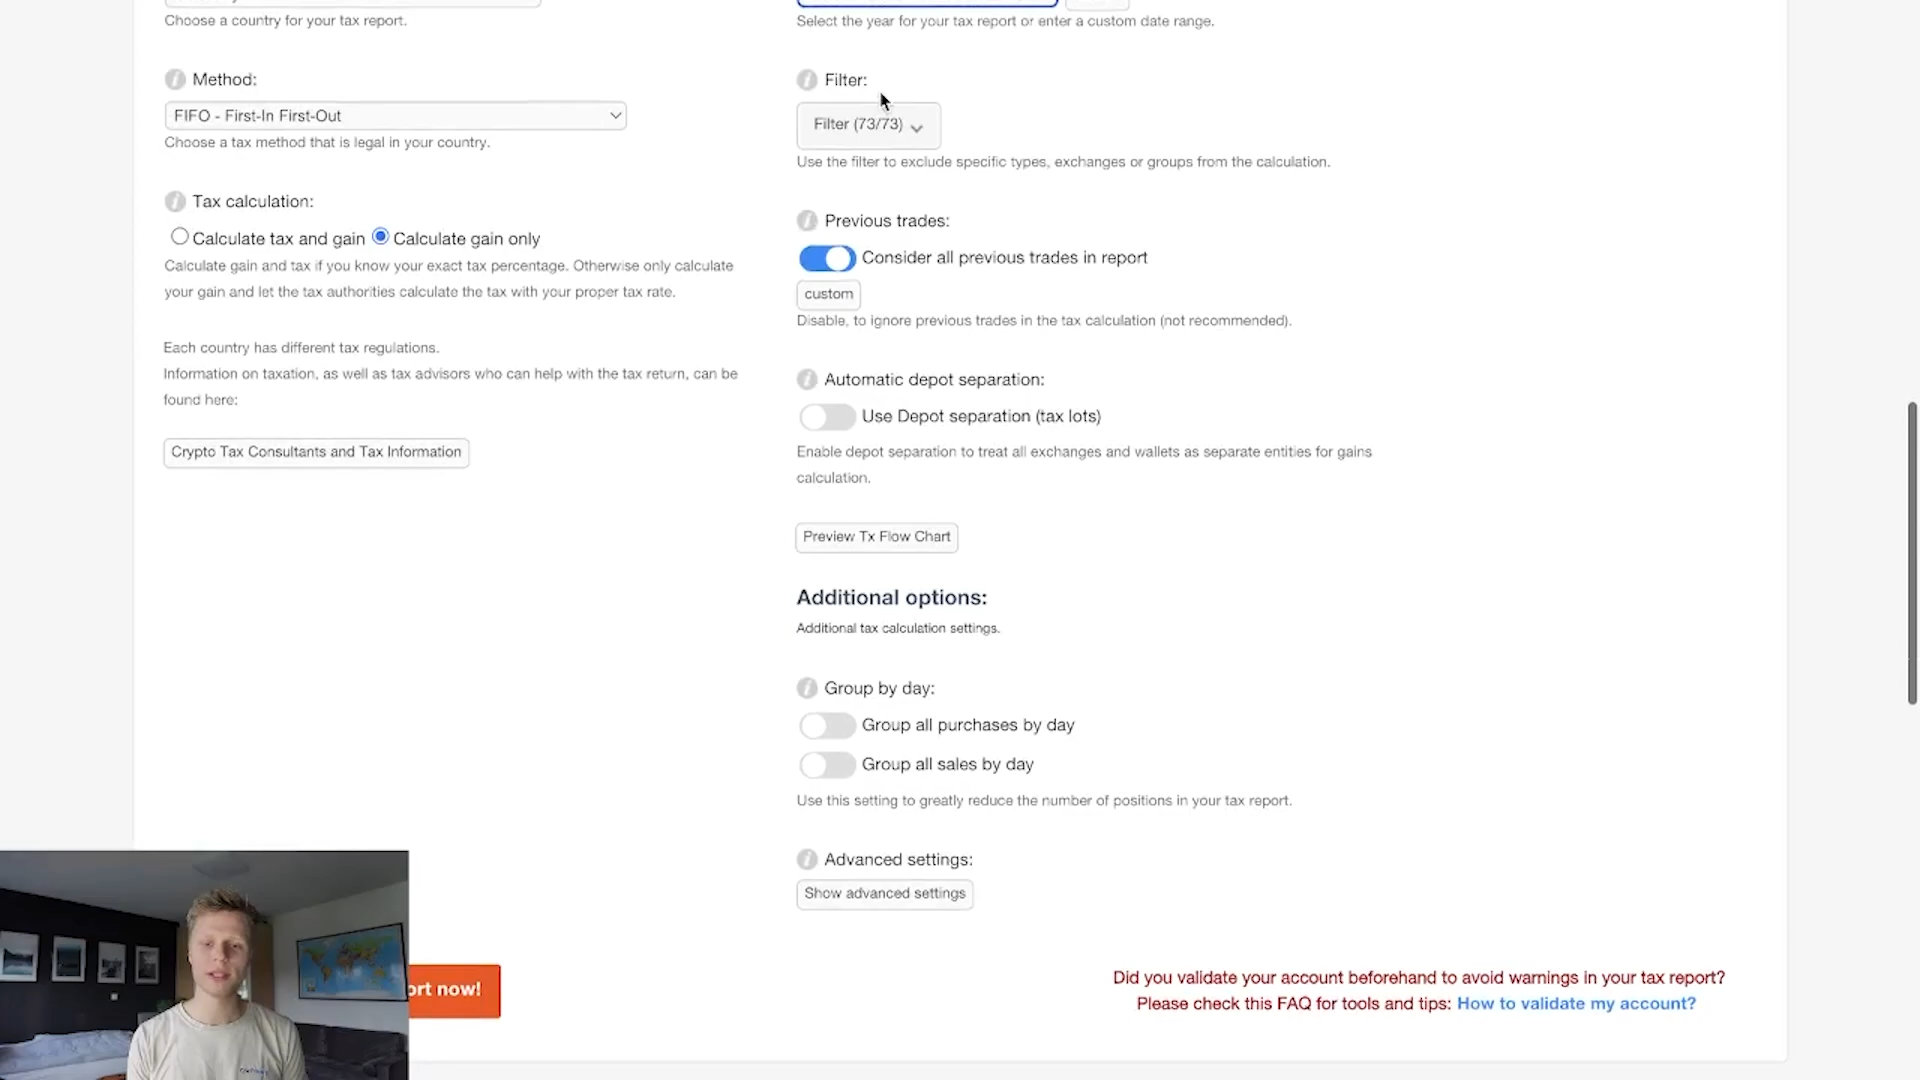 Choose a country for your tax report.
Method:
FIFO - First-In First-Out
Choose a tax method that is legal in your country.
Tax calculation:
Calculate tax and gain Calculate gain only
Calculate gain and tax if you know your exact tax percentage. Otherwise only calculate
your gain and let the tax authorities calculate the tax with your proper tax rate.
Each country has different tax regulations.
Information on taxation, as well as tax advisors who can help with the tax return, can be
found here:
Crypto Tax Consultants and Tax Information
Select the year for your tax report or enter a custom date range.
Filter:
Filter (73/73)
Use the filter to exclude specific types, exchanges or groups from the calculation.
Previous trades:
Consider all previous trades in report
custom
Disable, to ignore previous trades in the tax calculation (not recommended).
Automatic depot separation:
Use Depot separation (tax lots)
Enable depot separation to treat all exchanges and wallets as separate entities for gains
calculation.
Preview Tx Flow Chart
Additional options:
Additional tax calculation settings.
Group by day:
Group all purchases by day
Group all sales by day
Use this setting to greatly reduce the number of positions in your tax report.
Advanced settings:
Show advanced settings
ort now!
Did you validate your account beforehand to avoid warnings in your tax report?
Please check this FAQ for tools and tips: How to validate my account?